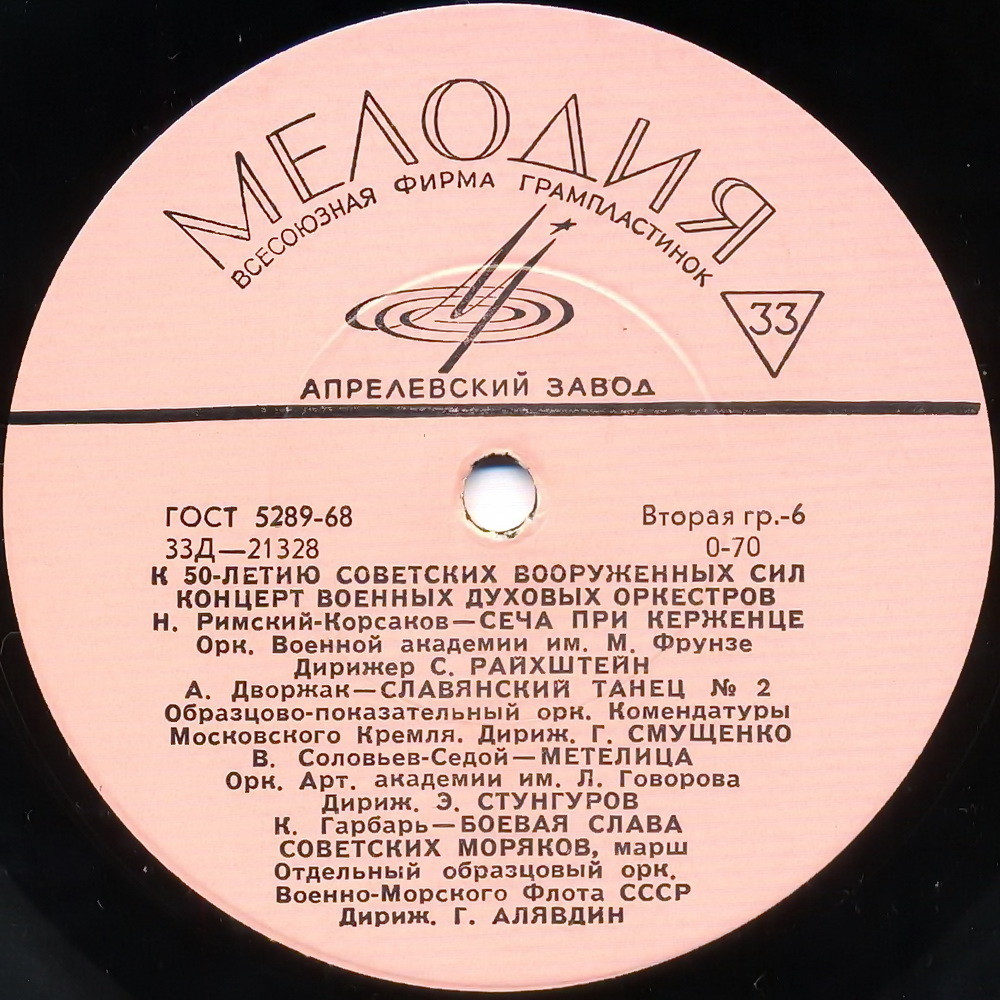 МЕЛОДИЯ
ВСЕСОЮЗНАЯ ФИРМА ГРАМПЛАСТИНОК
33
АПРЕЛЕВСКИЙ ЗАВОД
ГОСТ 5289-68 Вторая гр.-6
33Д—21328 0-70
К 50-ЛЕТИЮ СОВЕТСКИХ ВООРУЖЕННЫХ СИЛ
КОНЦЕРТ ВОЕННЫХ ДУХОВЫХ ОРКЕСТРОВ
Н. Римский-Корсаков—СЕЧА ПРИ КЕРЖЕНЦЕ
Орк. Военной академии им. М. Фрунзе
Дирижер С. РАЙХШТЕЙН
А. Дворжак—СЛАВЯНСКИЙ ТАНЕЦ № 2
Образцово-показательный орк. Комендатуры
Московского Кремля. Дириж. Г. СМУЩЕНКО
В. Соловьев-Седой—МЕТЕЛИЦА
Орк. Арт. академии им. Л. Говорова
Дириж. Э. СТУНГУРОВ
К. Гарбарь—БОЕВАЯ СЛАВА
СОВЕТСКИХ МОРЯКОВ, марш
Отдельный образцовый орк.
Военно-Морского Флота СССР
Дириж. Г. АЛЯВДИН